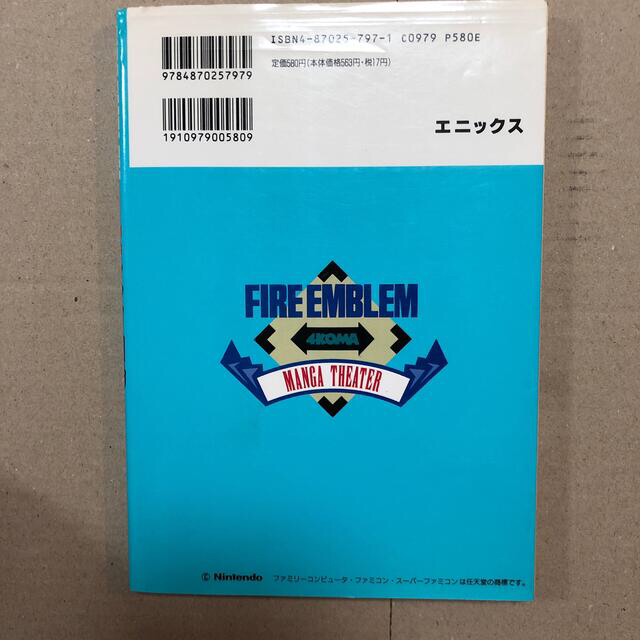 ISBN4-87025-797-1 C0979 P580E
定価580円(本体価格563円・税17円)
9784870257979
1910979005809
エニックス
FIRE EMBLEM
4KOMA
MANGA THEATER
© Nintendo ファミリーコンピュータ・ファミコン・スーパーファミコンは任天堂の商標です。